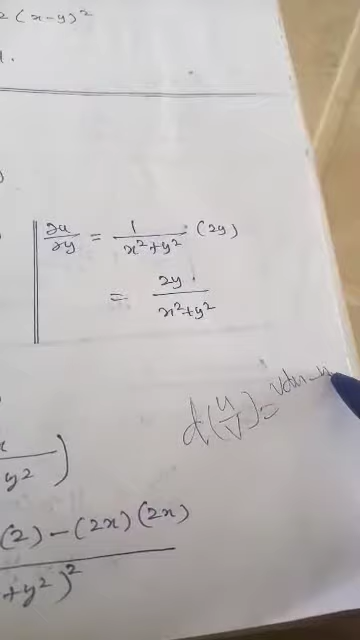 2(x-y)²
∂u/∂y = 1/(x²+y²) (2y)
= 2y/(x²+y²)
d(u/v) = vdu-u
x/y²)
(2)-(2x)(2x)
+y²)²